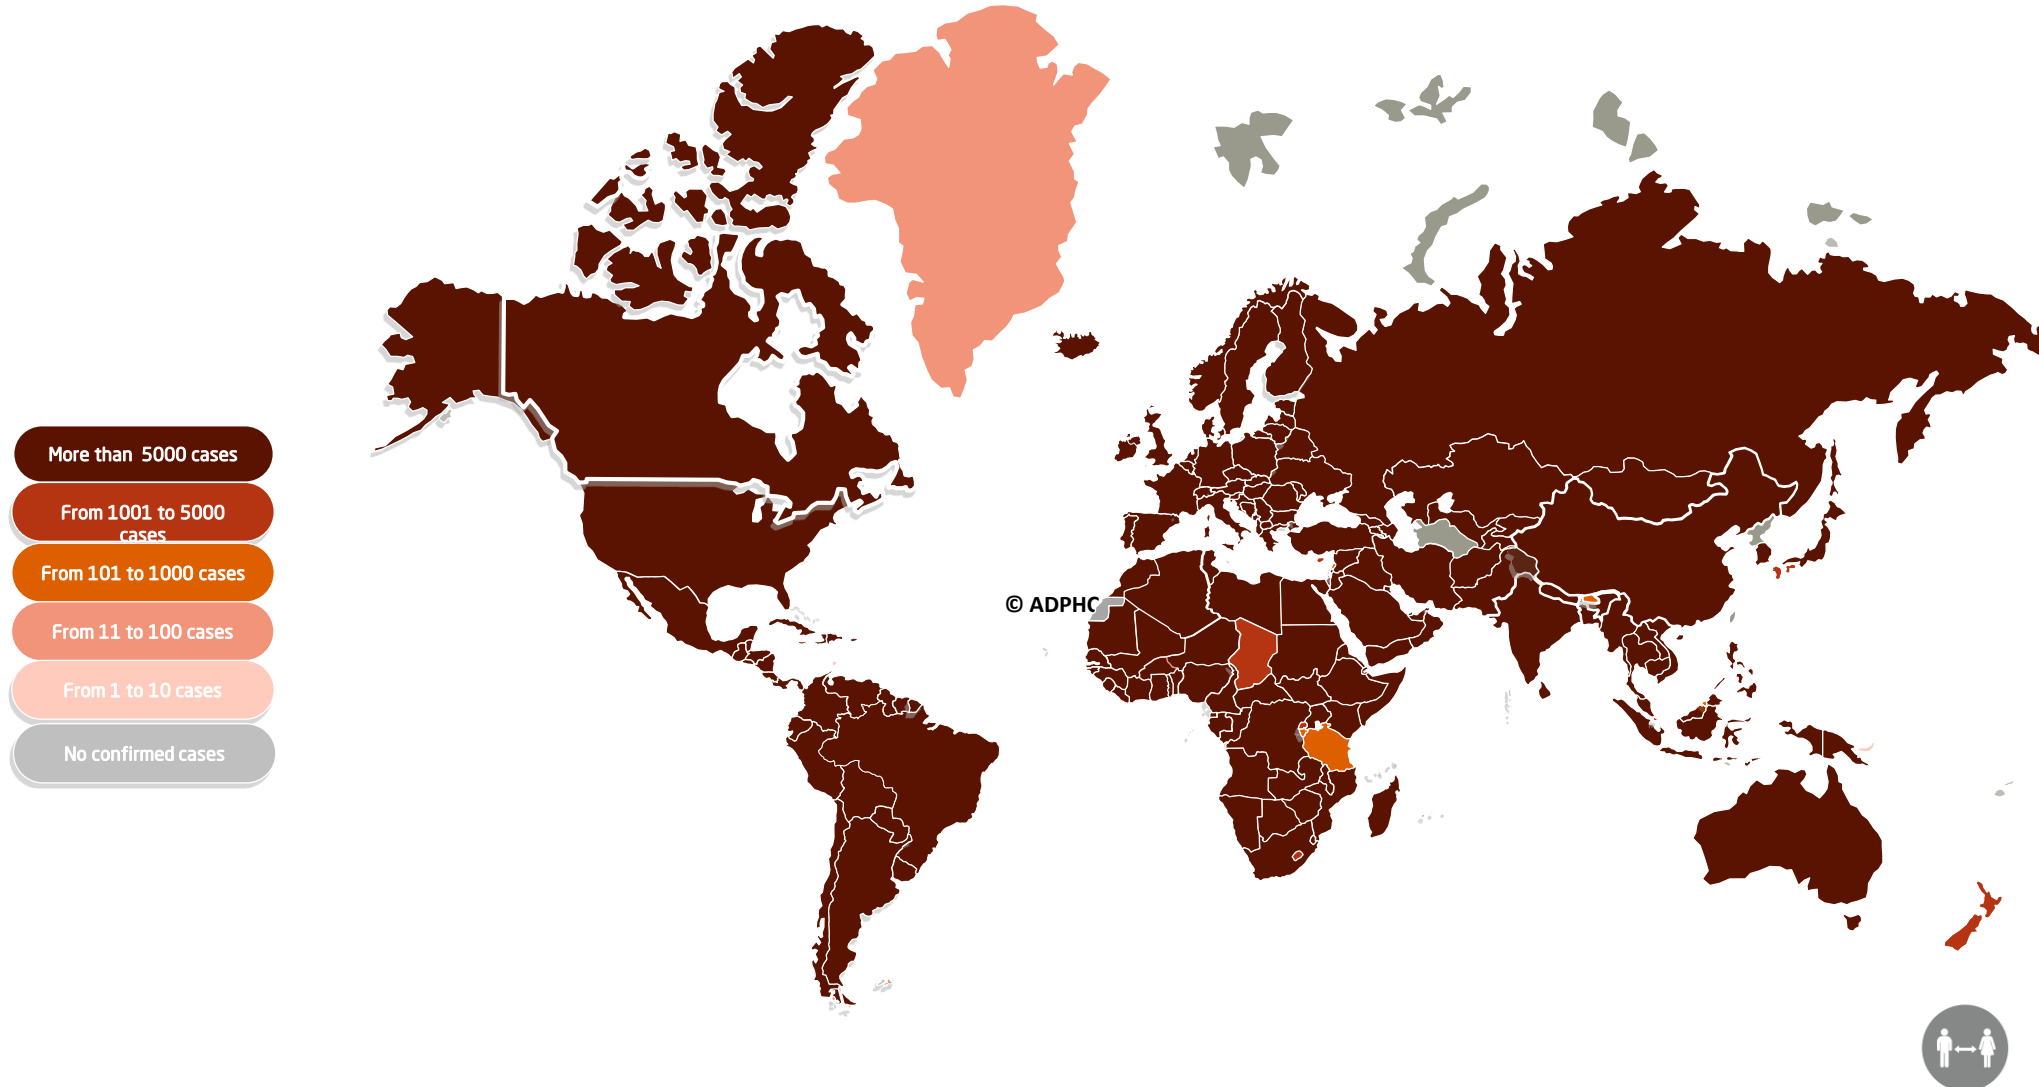 More than 5000 cases
From 1001 to 5000
cases
From 101 to 1000 cases
From 11 to 100 cases
From 1 to 10 cases
No confirmed cases
© ADPHC